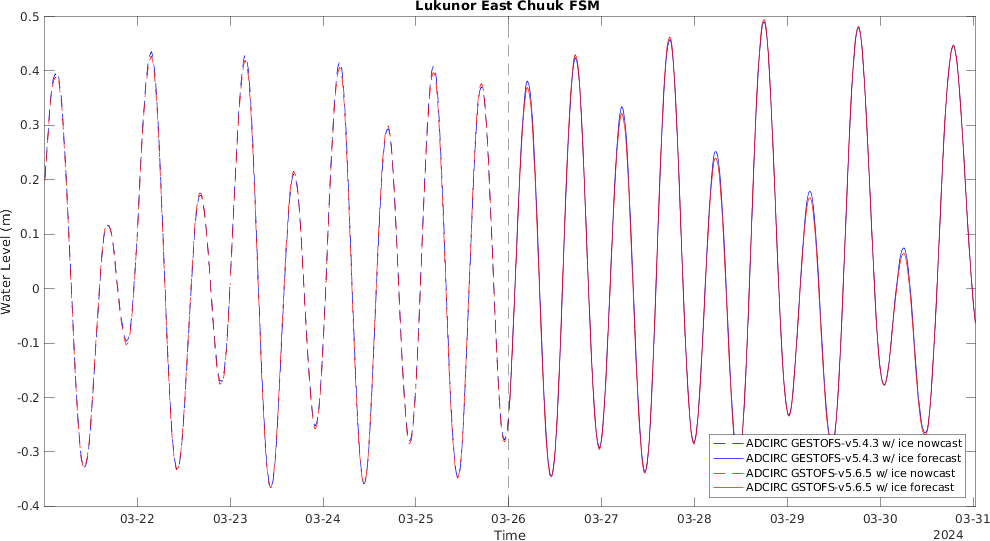 Lukunor East Chuuk FSM
0.5
0.4
0.3
0.2
0.1
0
-0.1
-0.2
-0.3
-0.4
Water Level (m)
ADCIRC GESTOFS-v5.4.3 w/ ice nowcast
ADCIRC GESTOFS-v5.4.3 w/ ice forecast
ADCIRC GSTOFS-v5.6.5 w/ ice nowcast
ADCIRC GSTOFS-v5.6.5 w/ ice forecast
03-22 03-23 03-24 03-25 03-26 03-27 03-28 03-29 03-30 03-31
Time
2024